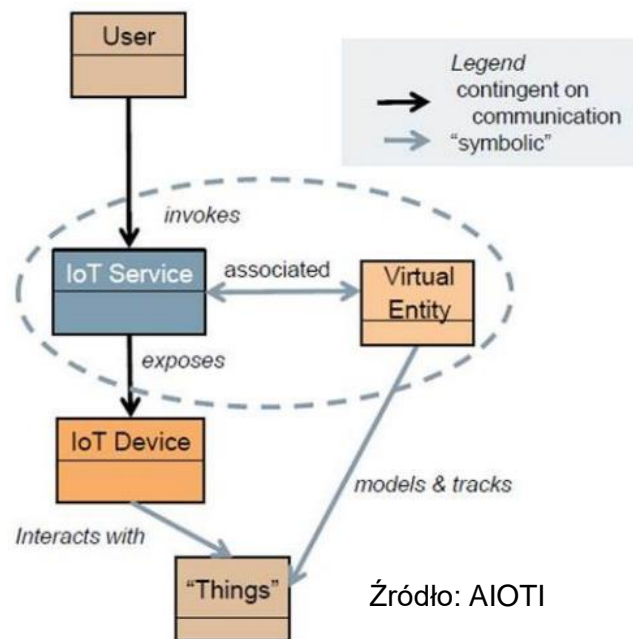 User
Legend
contingent on
communication
"symbolic"
invokes
IoT Service
associated
Virtual
Entity
exposes
IoT Device
models & tracks
Interacts with
"Things"
Źródło: AIOTI